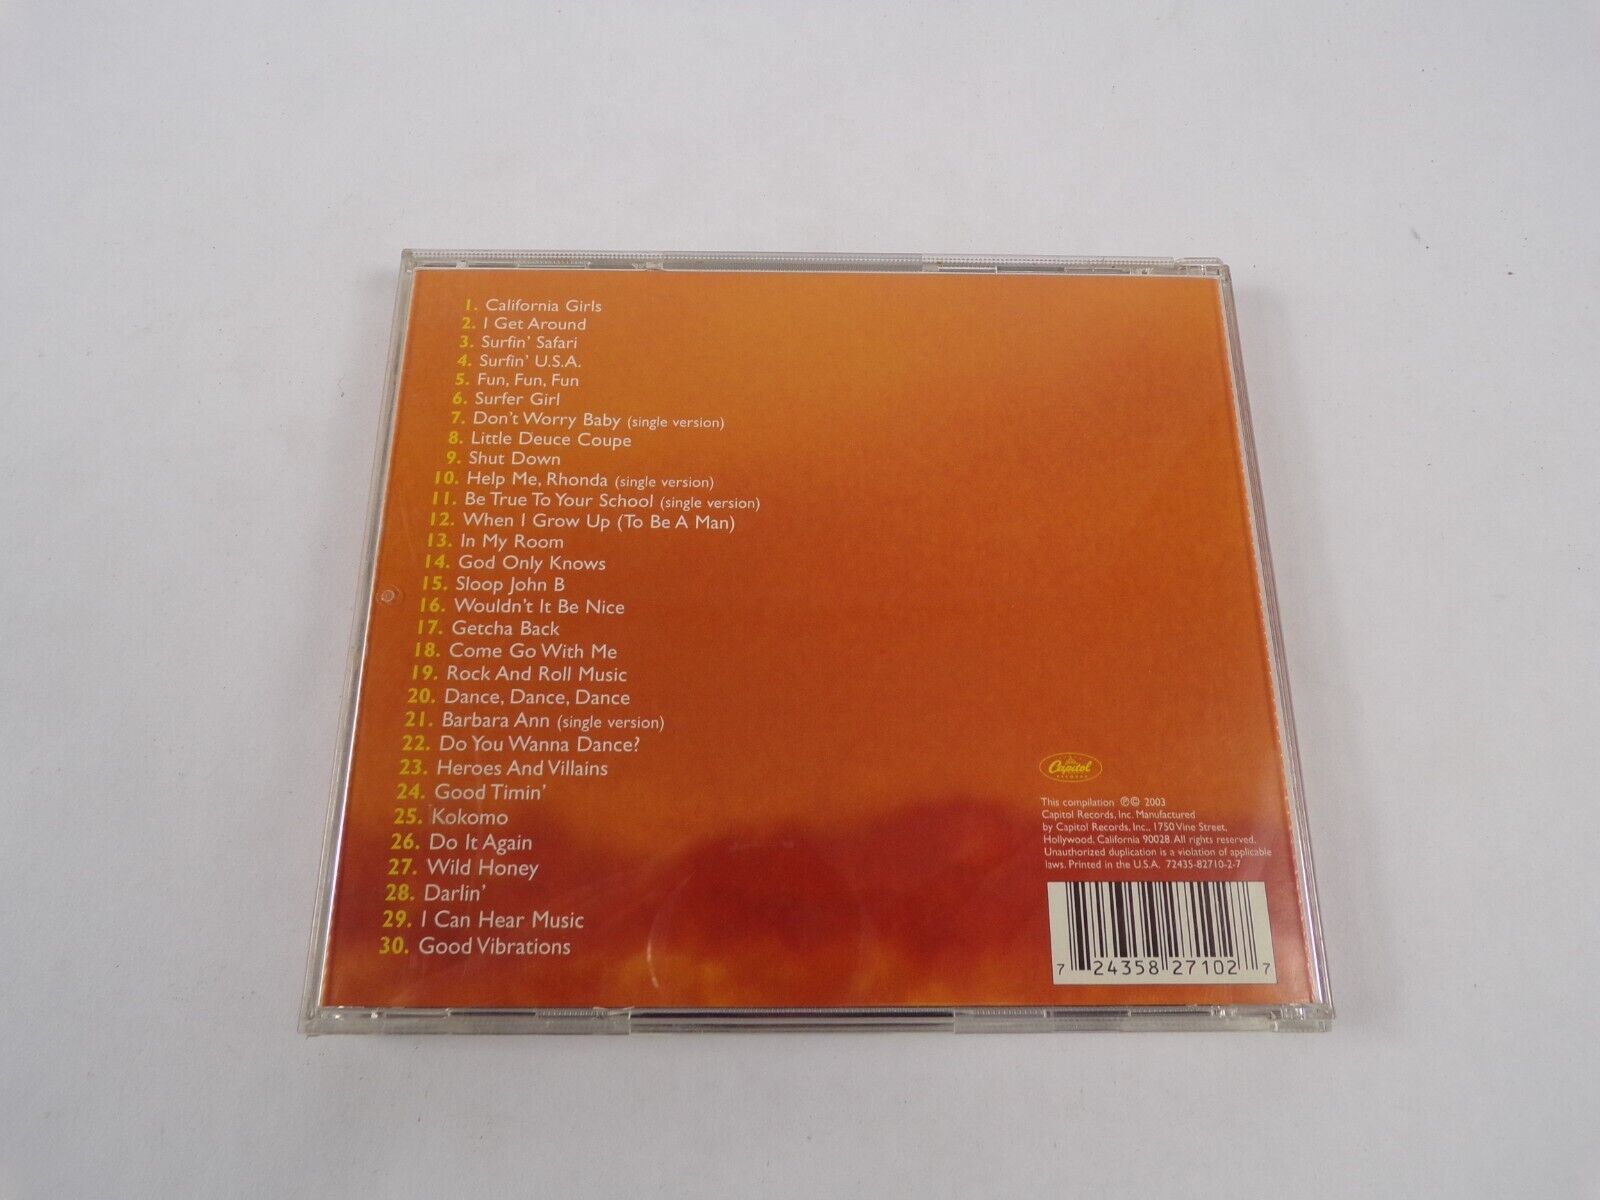 1. California Girls
2. I Get Around
3. Surfin' Safari
4. Surfin' U.S.A.
5. Fun, Fun, Fun
6. Surfer Girl
7. Don't Worry Baby (single version)
8. Little Deuce Coupe
9. Shut Down
10. Help Me, Rhonda (single version)
11. Be True To Your School (single version)
12. When I Grow Up (To Be A Man)
13. In My Room
14. God Only Knows
15. Sloop John B
16. Wouldn't It Be Nice
17. Getcha Back
18. Come Go With Me
19. Rock And Roll Music
20. Dance, Dance, Dance
21. Barbara Ann (single version)
22. Do You Wanna Dance?
23. Heroes And Villains
24. Good Timin'
25. Kokomo
26. Do It Again
27. Wild Honey
28. Darlin'
29. I Can Hear Music
30. Good Vibrations
Capitol
RECORDS
This compilation ℗© 2003
Capitol Records, Inc. Manufactured
by Capitol Records, Inc., 1750 Vine Street,
Hollywood, California 90028. All rights reserved.
Unauthorized duplication is a violation of applicable
laws. Printed in the U.S.A. 72435-82710-2-7
7 24358 27102 7